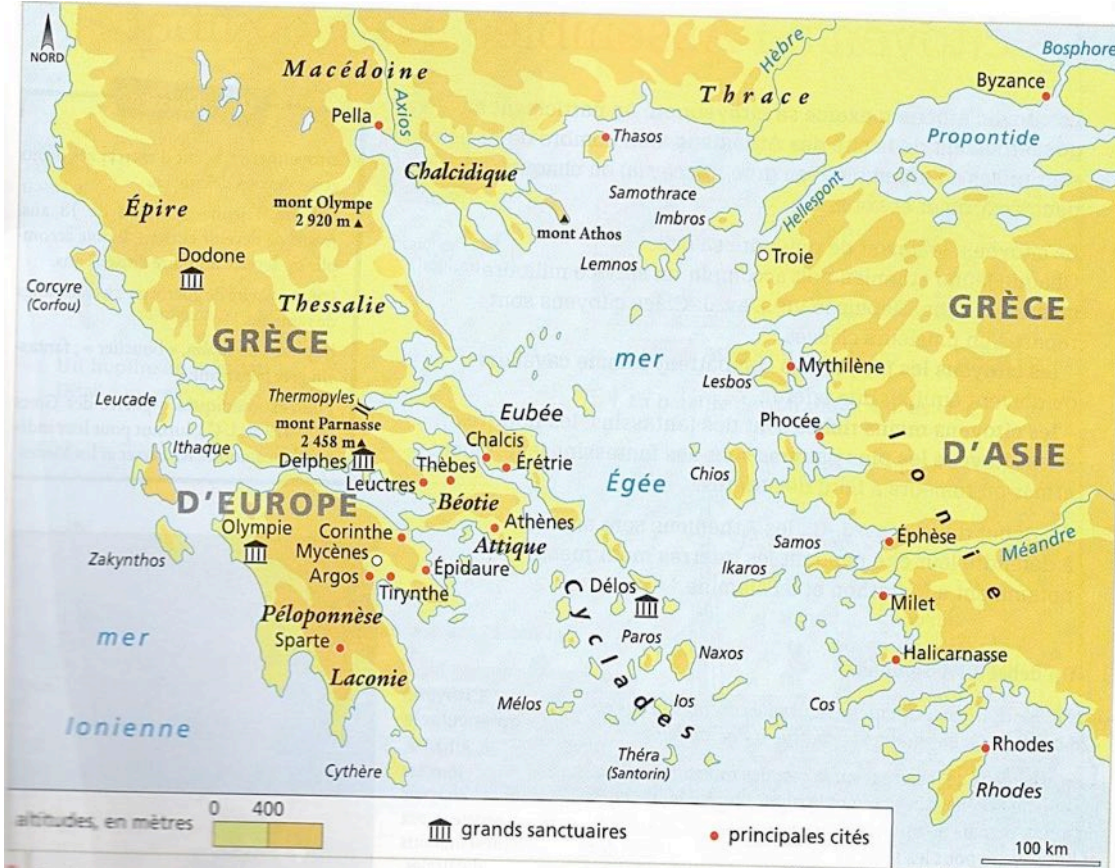 NORD
Macédoine
Axios
Hèbre
Bosphore
Thrace
Byzance
Pella
Thasos
Propontide
Chalcidique
Samothrace
Hellespont
Épire
mont Olympe
2 920 m
Imbros
mont Athos
Dodone
Lemnos
Troie
Corcyre
(Corfou)
Thessalie
GRÈCE
GRÈCE
mer
Mythilène
Lesbos
Leucade
Thermopyles
Eubée
Phocée
mont Parnasse
2 458 m
Ithaque
Chalcis
Delphes
Thèbes
Érétrie
D'ASIE
Ionie
Leuctres
Égée
Chios
D'EUROPE
Béotie
Olympie
Corinthe
Athènes
Attique
Zakynthos
Mycènes
Samos
Éphèse
Méandre
Argos
Épidaure
Tirynthe
Ikaros
Délos
Cyclades
Milet
Péloponnèse
mer
Sparte
Paros
Naxos
Halicarnasse
Laconie
Ionienne
Mélos
Ios
Cos
Théra
(Santorin)
Rhodes
Cythère
Rhodes
altitudes, en mètres
0 400
grands sanctuaires
principales cités
100 km